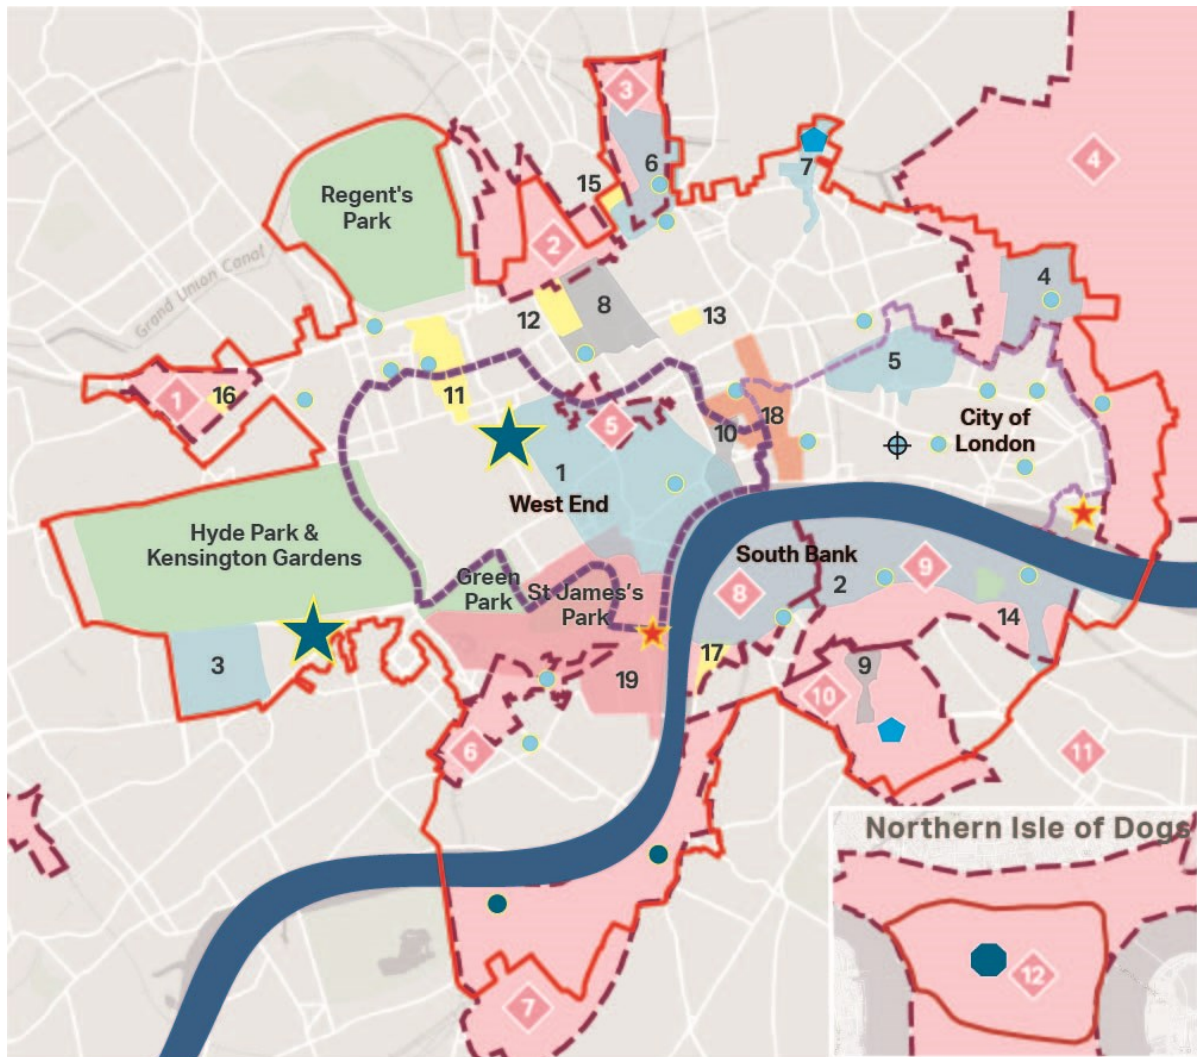 3
4
6
7
15
Regent's
Park
2
4
Grand Union Canal
8
12
13
5
1
16
11
5
18
10
City of
London
1
West End
Hyde Park &
Kensington Gardens
South Bank
Green
Park
St James's
Park
9
2
8
14
3
17
9
19
10
6
11
Northern Isle of Dogs
12
7